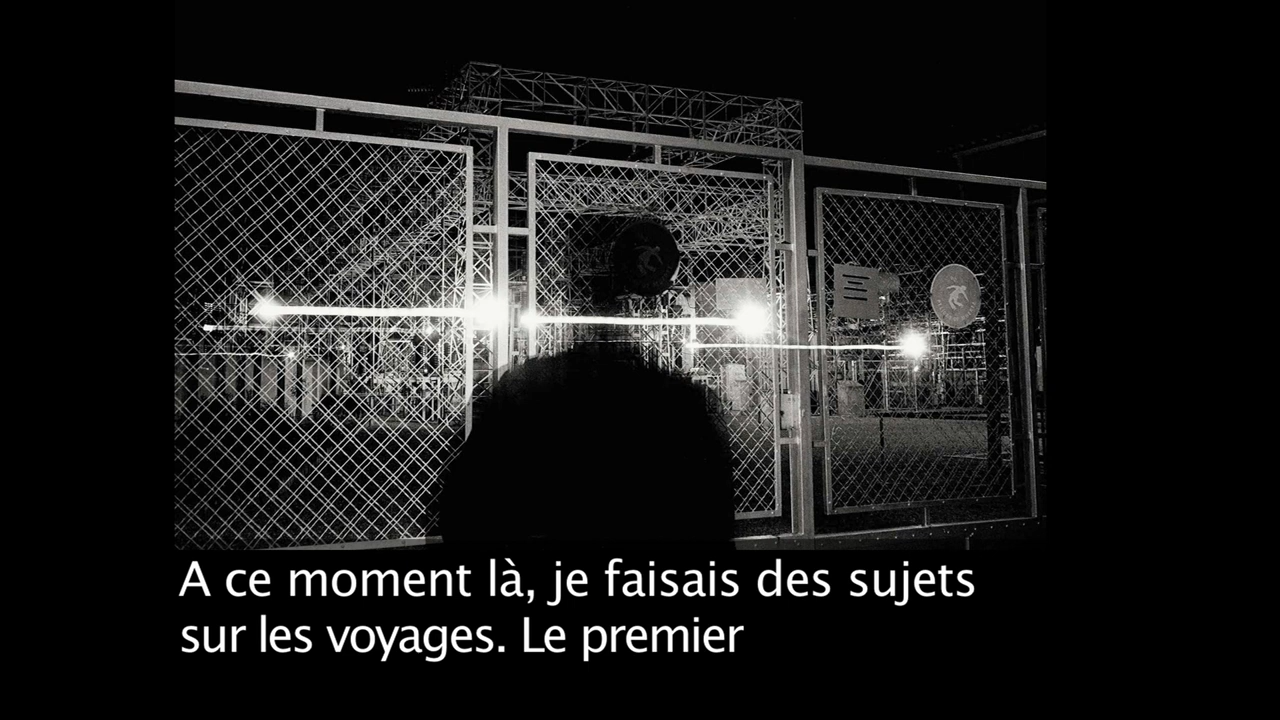 A ce moment là, je faisais des sujets
sur les voyages. Le premier